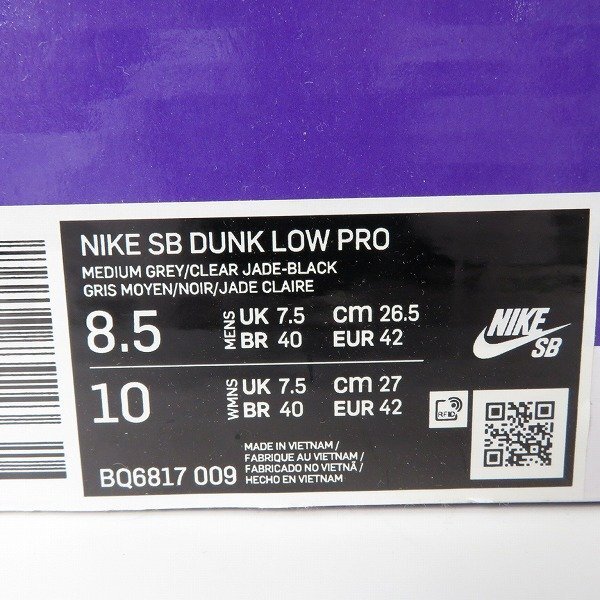 NIKE SB DUNK LOW PRO
MEDIUM GREY/CLEAR JADE-BLACK
GRIS MOYEN/NOIR/JADE CLAIRE
8.5 MENS UK 7.5 cm 26.5
BR 40 EUR 42
10 WMNS UK 7.5 cm 27
BR 40 EUR 42
NIKE
SB
RFID
BQ6817 009
MADE IN VIETNAM /
FABRIQUE AU VIETNAM /
FABRICADO NO VIETNÃ /
HECHO EN VIETNAM